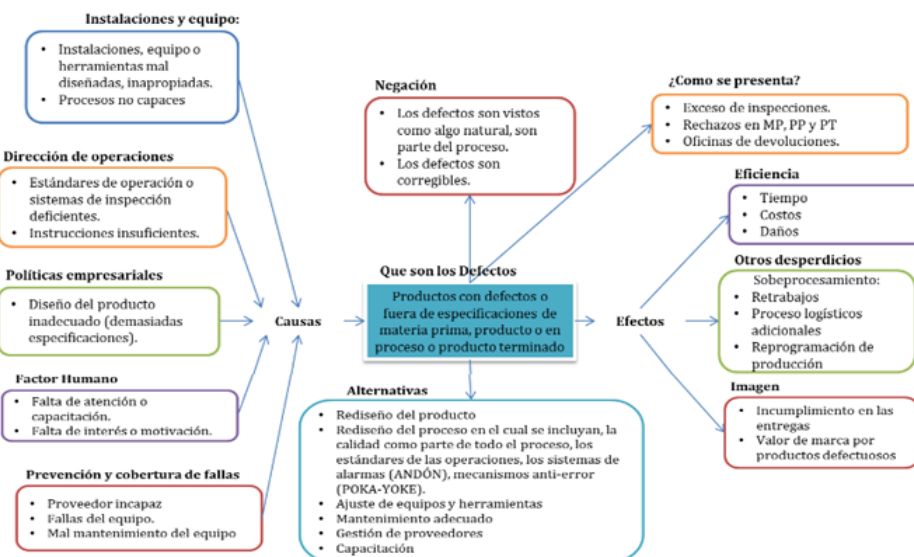 Instalaciones y equipo:
• Instalaciones, equipo o
herramientas mal
diseñadas, inapropiadas.
• Procesos no capaces
Dirección de operaciones
• Estándares de operación o
sistemas de inspección
deficientes.
• Instrucciones insuficientes.
Políticas empresariales
• Diseño del producto
inadecuado (demasiadas
especificaciones).
Factor Humano
• Falta de atención o
capacitación.
• Falta de interés o motivación.
Prevención y cobertura de fallas
• Proveedor incapaz
• Fallas del equipo.
• Mal mantenimiento del equipo
Causas
Negación
• Los defectos son vistos
como algo natural, son
parte del proceso.
• Los defectos son
corregibles.
Que son los Defectos
Productos con defectos o
fuera de especificaciones de
materia prima, producto o en
proceso o producto terminado
Alternativas
• Rediseño del producto
• Rediseño del proceso en el cual se incluyan, la
calidad como parte de todo el proceso, los
estándares de las operaciones, los sistemas de
alarmas (ANDÓN), mecanismos anti-error
(POKA-YOKE).
• Ajuste de equipos y herramientas
• Mantenimiento adecuado
• Gestión de proveedores
• Capacitación
Efectos
¿Como se presenta?
• Exceso de inspecciones.
• Rechazos en MP, PP y PT
• Oficinas de devoluciones.
Eficiencia
• Tiempo
• Costos
• Daños
Otros desperdicios
Sobeprocesamiento:
• Retrabajos
• Proceso logísticos
adicionales
• Reprogramación de
producción
Imagen
• Incumplimiento en las
entregas
• Valor de marca por
productos defectuosos